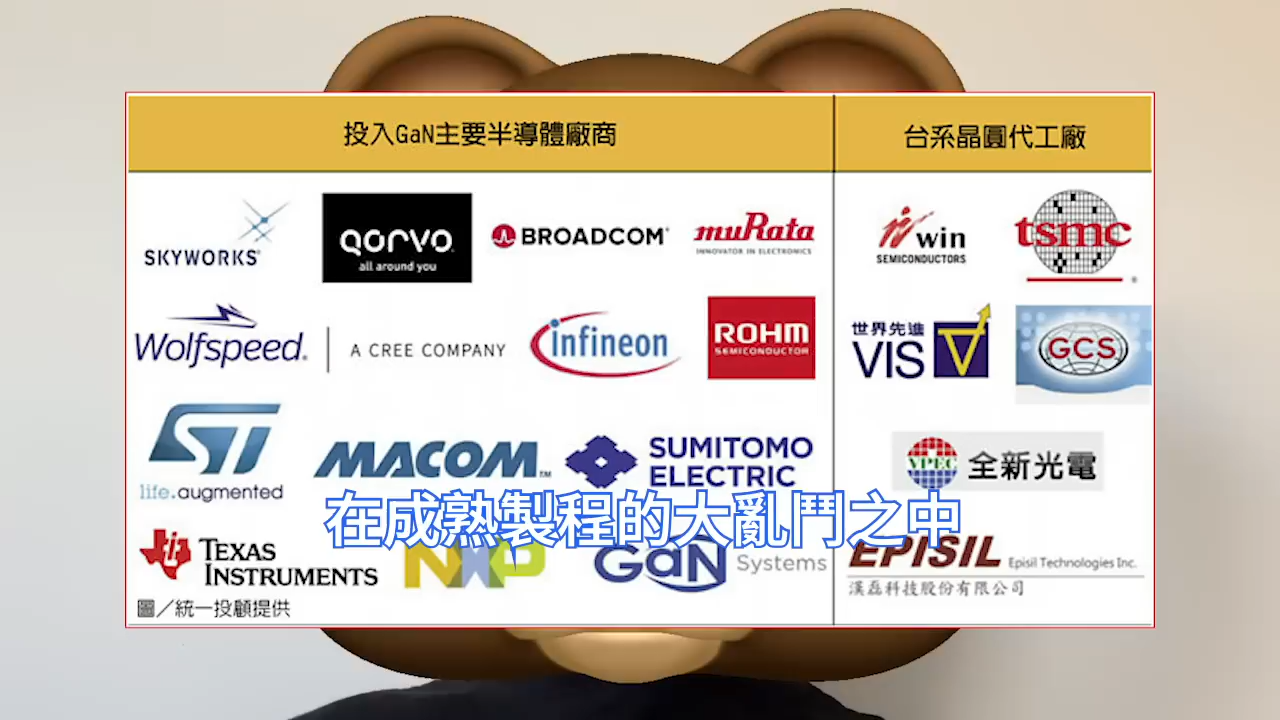 投入GaN主要半導體廠商
台系晶圓代工廠
SKYWORKS
QORVO
all around you
BROADCOM
muRata
INNOVATOR IN ELECTRONICS
win
SEMICONDUCTORS
tsmc
Wolfspeed.
A CREE COMPANY
infineon
ROHM
SEMICONDUCTOR
世界先進
VIS
GCS
ST
life.augmented
MACOM
SUMITOMO
ELECTRIC
VPEC
全新光電
在成熟製程的大亂鬥之中
TEXAS
INSTRUMENTS
NXP
GaN Systems
EPISIL Episil Technologies Inc.
漢磊科技股份有限公司
圖／統一投顧提供